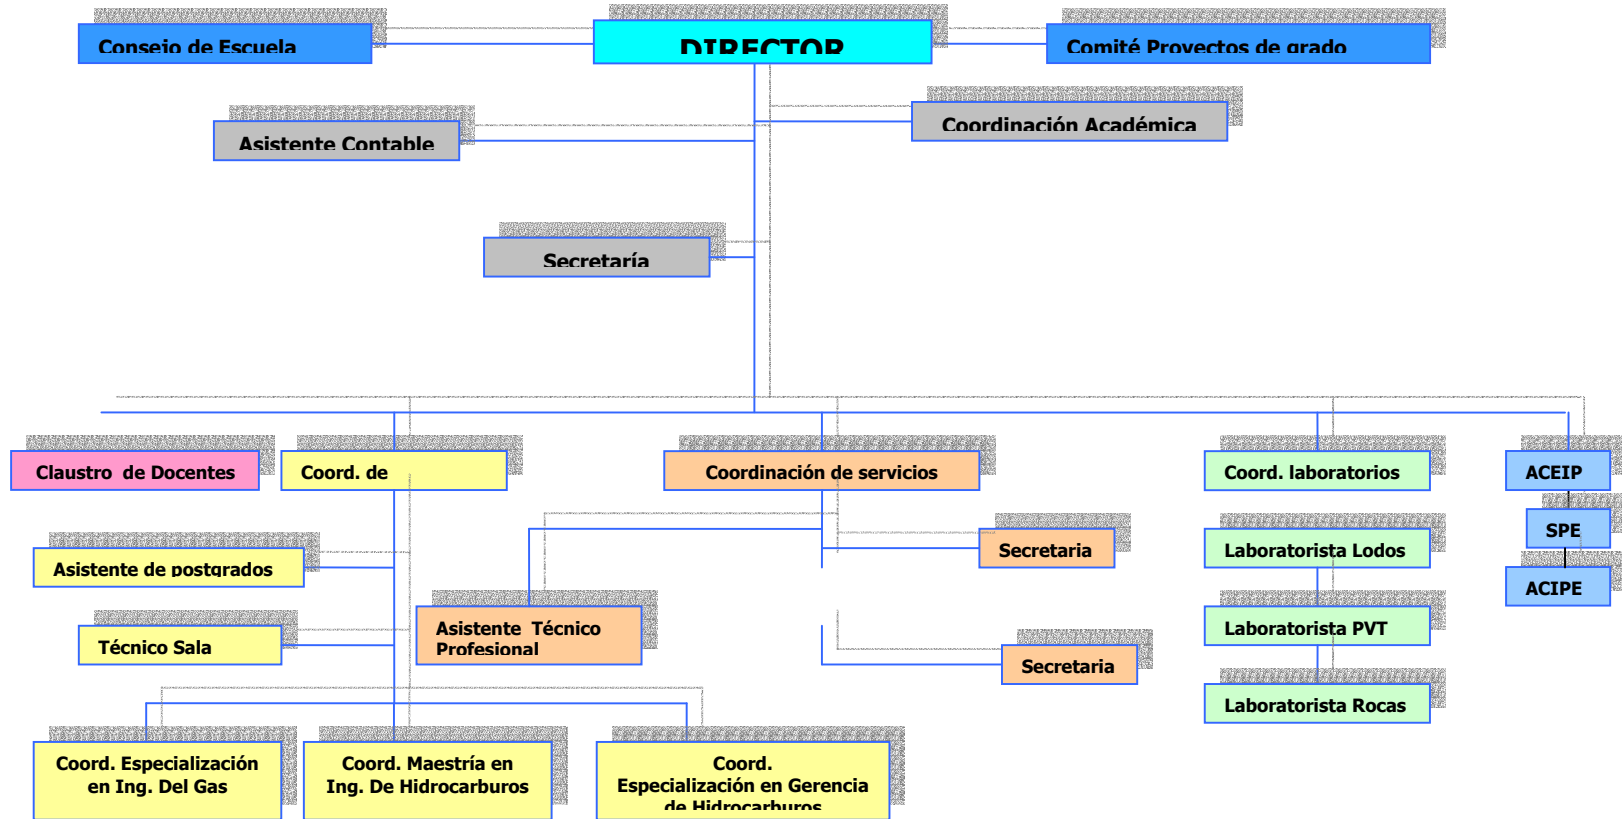 Consejo de Escuela
DIRECTOR
Comité Proyectos de grado
Coordinación Académica
Asistente Contable
Secretaría
Claustro de Docentes
Coord. de
Coordinación de servicios
Coord. laboratorios
ACEIP
SPE
ACIPE
Asistente de postgrados
Técnico Sala
Asistente Técnico
Profesional
Secretaria
Secretaria
Laboratorista Lodos
Laboratorista PVT
Laboratorista Rocas
Coord. Especialización
en Ing. Del Gas
Coord. Maestría en
Ing. De Hidrocarburos
Coord.
Especialización en Gerencia
de Hidrocarburos